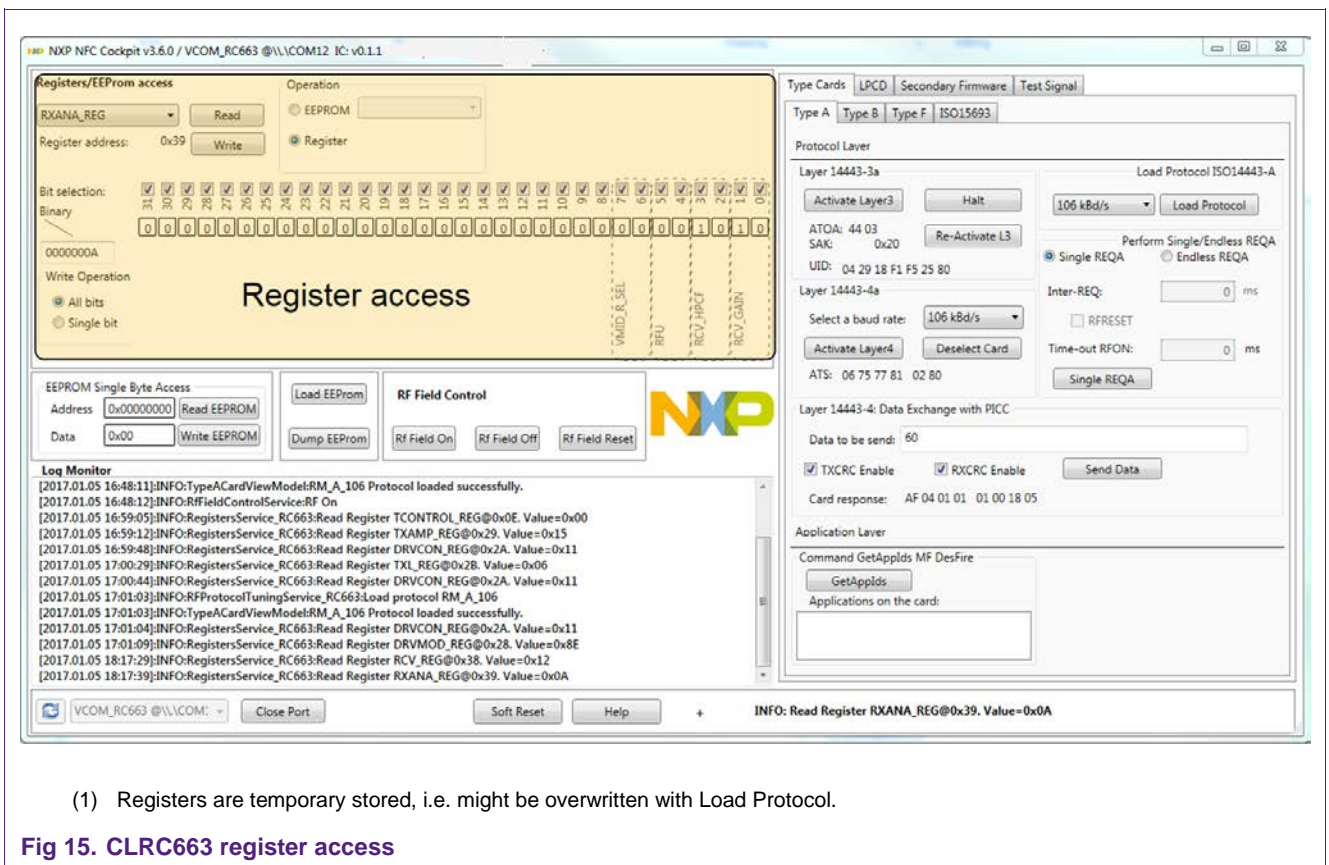 NXP NFC Cockpit v3.6.0 / VCOM_RC663 @\\.\COM12 IC: v0.1.1
Registers/EEProm access
Operation
RXANA_REG Read
EEPROM
Register address: 0x39 Write
Register
Bit selection:
31 30 29 28 27 26 25 24 23 22 21 20 19 18 17 16 15 14 13 12 11 10 9 8 7 6 5 4 3 2 1 0
Binary
0 0 0 0 0 0 0 0 0 0 0 0 0 0 0 0 0 0 0 0 0 0 0 0 0 0 0 0 1 0 1 0
0000000A
Write Operation
All bits
Single bit
Register access
VMID_R_SEL
RFU
RCV_HPCF
RCV_GAIN
EEPROM Single Byte Access
Address 0x00000000 Read EEPROM
Data 0x00 Write EEPROM
Load EEProm
Dump EEProm
RF Field Control
Rf Field On Rf Field Off Rf Field Reset
NXP
Log Monitor
[2017.01.05 16:48:11]:INFO:TypeACardViewModel:RM_A_106 Protocol loaded successfully.
[2017.01.05 16:48:12]:INFO:RfFieldControlService:RF On
[2017.01.05 16:59:05]:INFO:RegistersService_RC663:Read Register TCONTROL_REG@0x0E. Value=0x00
[2017.01.05 16:59:12]:INFO:RegistersService_RC663:Read Register TXAMP_REG@0x29. Value=0x15
[2017.01.05 16:59:48]:INFO:RegistersService_RC663:Read Register DRVCON_REG@0x2A. Value=0x11
[2017.01.05 17:00:29]:INFO:RegistersService_RC663:Read Register TXL_REG@0x2B. Value=0x06
[2017.01.05 17:00:44]:INFO:RegistersService_RC663:Read Register DRVCON_REG@0x2A. Value=0x11
[2017.01.05 17:01:03]:INFO:RFProtocolTuningService_RC663:Load protocol RM_A_106
[2017.01.05 17:01:03]:INFO:TypeACardViewModel:RM_A_106 Protocol loaded successfully.
[2017.01.05 17:01:04]:INFO:RegistersService_RC663:Read Register DRVCON_REG@0x2A. Value=0x11
[2017.01.05 17:01:09]:INFO:RegistersService_RC663:Read Register DRVMOD_REG@0x28. Value=0x8E
[2017.01.05 18:17:29]:INFO:RegistersService_RC663:Read Register RCV_REG@0x38. Value=0x12
[2017.01.05 18:17:39]:INFO:RegistersService_RC663:Read Register RXANA_REG@0x39. Value=0x0A
Type Cards LPCD Secondary Firmware Test Signal
Type A Type B Type F ISO15693
Protocol Layer
Layer 14443-3a
Activate Layer3 Halt
ATQA: 44 03
SAK: 0x20
Re-Activate L3
UID: 04 29 18 F1 F5 25 80
Load Protocol ISO14443-A
106 kBd/s Load Protocol
Perform Single/Endless REQA
Single REQA Endless REQA
Inter-REQ: 0 ms
RFRESET
Time-out RFON: 0 ms
Single REQA
Layer 14443-4a
Select a baud rate: 106 kBd/s
Activate Layer4 Deselect Card
ATS: 06 75 77 81 02 80
Layer 14443-4: Data Exchange with PICC
Data to be send: 60
TXCRC Enable RXCRC Enable Send Data
Card response: AF 04 01 01 01 00 18 05
Application Layer
Command GetAppIds MF DesFire
GetAppIds
Applications on the card:
VCOM_RC663 @\\.\COM: Close Port Soft Reset Help + INFO: Read Register RXANA_REG@0x39. Value=0x0A
(1) Registers are temporary stored, i.e. might be overwritten with Load Protocol.
Fig 15. CLRC663 register access